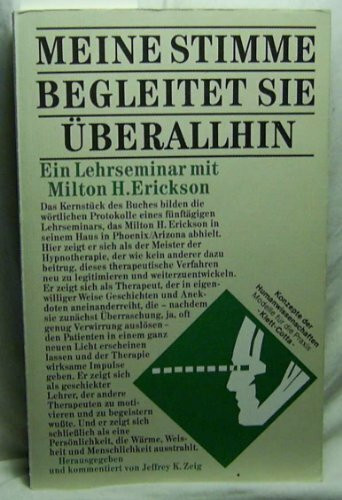 MEINE STIMME
BEGLEITET SIE
ÜBERALLHIN
Ein Lehrseminar mit
Milton H. Erickson
Das Kernstück des Buches bilden die
wörtlichen Protokolle eines fünftägigen
Lehrseminars, das Milton H. Erickson in
seinem Haus in Phoenix/Arizona abhielt.
Hier zeigt er sich als der Meister der
Hypnotherapie, der wie kein anderer dazu
beitrug, dieses therapeutische Verfahren
neu zu legitimieren und weiterzuentwickeln.
Er zeigt sich als Therapeut, der in eigen-
williger Weise Geschichten und Anek-
doten aneinanderreiht, die – nachdem
sie zunächst Überraschung, ja, oft
genug Verwirrung auslösen –
den Patienten in einem ganz
neuen Licht erscheinen
lassen und der Therapie
wirksame Impulse
geben. Er zeigt sich
als geschickter
Lehrer, der andere
Therapeuten zu moti-
vieren und zu begeistern
wußte. Und er zeigt sich
schließlich als eine
Persönlichkeit, die Wärme, Weis-
heit und Menschlichkeit ausstrahlt.
Herausgegeben
und kommentiert von Jeffrey K. Zeig
Konzepte der
Humanwissenschaften
Modelle für die Praxis
· Klett-Cotta ·